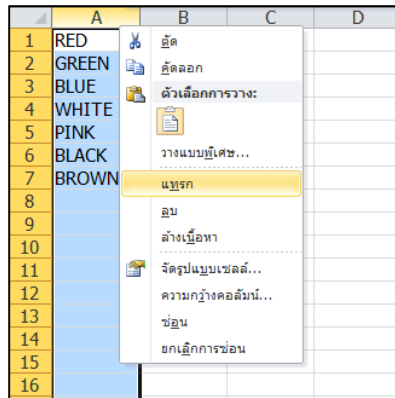 A B C D
1 RED
2 GREEN
3 BLUE
4 WHITE
5 PINK
6 BLACK
7 BROWN
8
9
10
11
12
13
14
15
16
ตัด
คัดลอก
ตัวเลือกการวาง:
วางแบบพิเศษ...
แทรก
ลบ
ล้างเนื้อหา
จัดรูปแบบเซลล์...
ความกว้างคอลัมน์...
ซ่อน
ยกเลิกการซ่อน